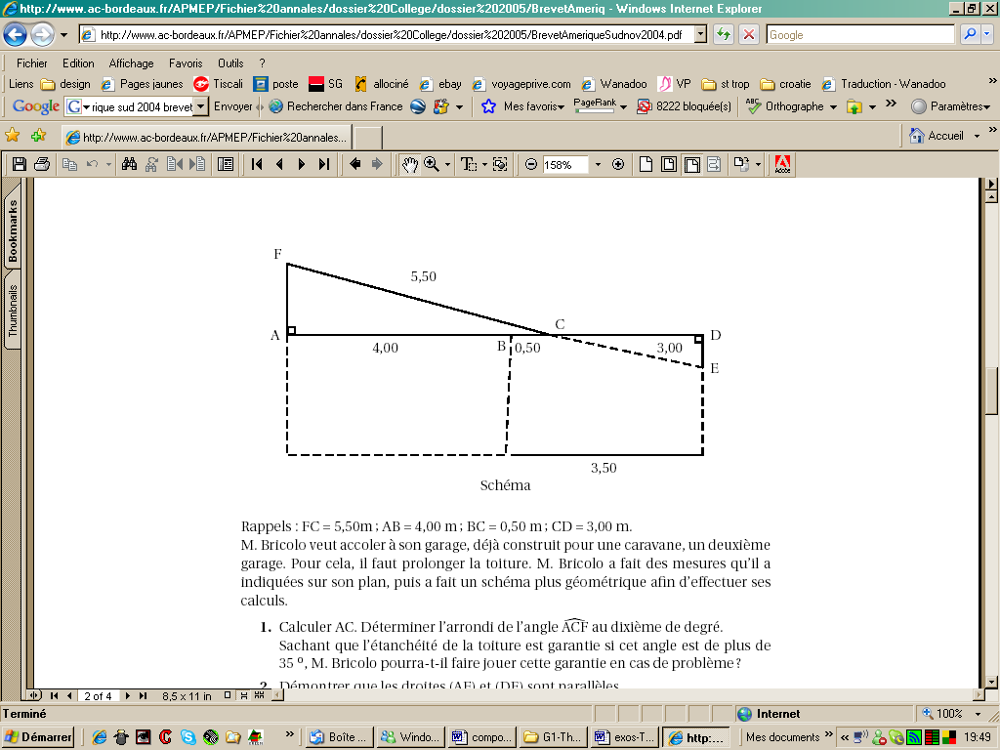 http://www.ac-bordeaux.fr/APMEP/Fichier%20annales/dossier%20College/dossier%202005/BrevetAmeriq - Windows Internet Explorer
http://www.ac-bordeaux.fr/APMEP/Fichier%20annales/dossier%20College/dossier%202005/BrevetAmeriqueSudnov2004.pdf Google
Fichier Edition Affichage Favoris Outils ?
Liens design Pages jaunes Tiscali poste SG allociné ebay voyageprive.com Wanadoo VP st trop croatie Traduction - Wanadoo »
Google G rique sud 2004 brevet Envoyer Rechercher dans France Mes favoris PageRank 8222 bloquée(s) ABC Orthographe » Paramètres
http://www.ac-bordeaux.fr/APMEP/Fichier%20annales... Accueil »
158% Adobe
Bookmarks
Thumbnails
F
5,50
C
A D
4,00 B 0,50 3,00
E
3,50
Schéma
Rappels : FC = 5,50m ; AB = 4,00 m ; BC = 0,50 m ; CD = 3,00 m.
M. Bricolo veut accoler à son garage, déjà construit pour une caravane, un deuxième
garage. Pour cela, il faut prolonger la toiture. M. Bricolo a fait des mesures qu'il a
indiquées sur son plan, puis a fait un schéma plus géométrique afin d'effectuer ses
calculs.
1. Calculer AC. Déterminer l'arrondi de l'angle ACF au dixième de degré.
Sachant que l'étanchéité de la toiture est garantie si cet angle est de plus de
35 º, M. Bricolo pourra-t-il faire jouer cette garantie en cas de problème ?
2. Démontrer que les droites (AF) et (DE) sont parallèles.
2 of 4 8,5 x 11 in
Terminé Internet 100%
Démarrer » Boîte ... Windo... compo... G1-Th... exos-T... http:... Mes documents » « 19:49